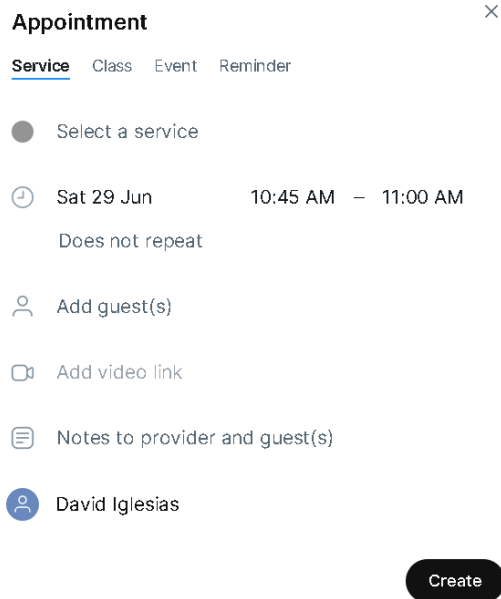 Appointment
Service Class Event Reminder
Select a service
Sat 29 Jun 10:45 AM – 11:00 AM
Does not repeat
Add guest(s)
Add video link
Notes to provider and guest(s)
David Iglesias
Create